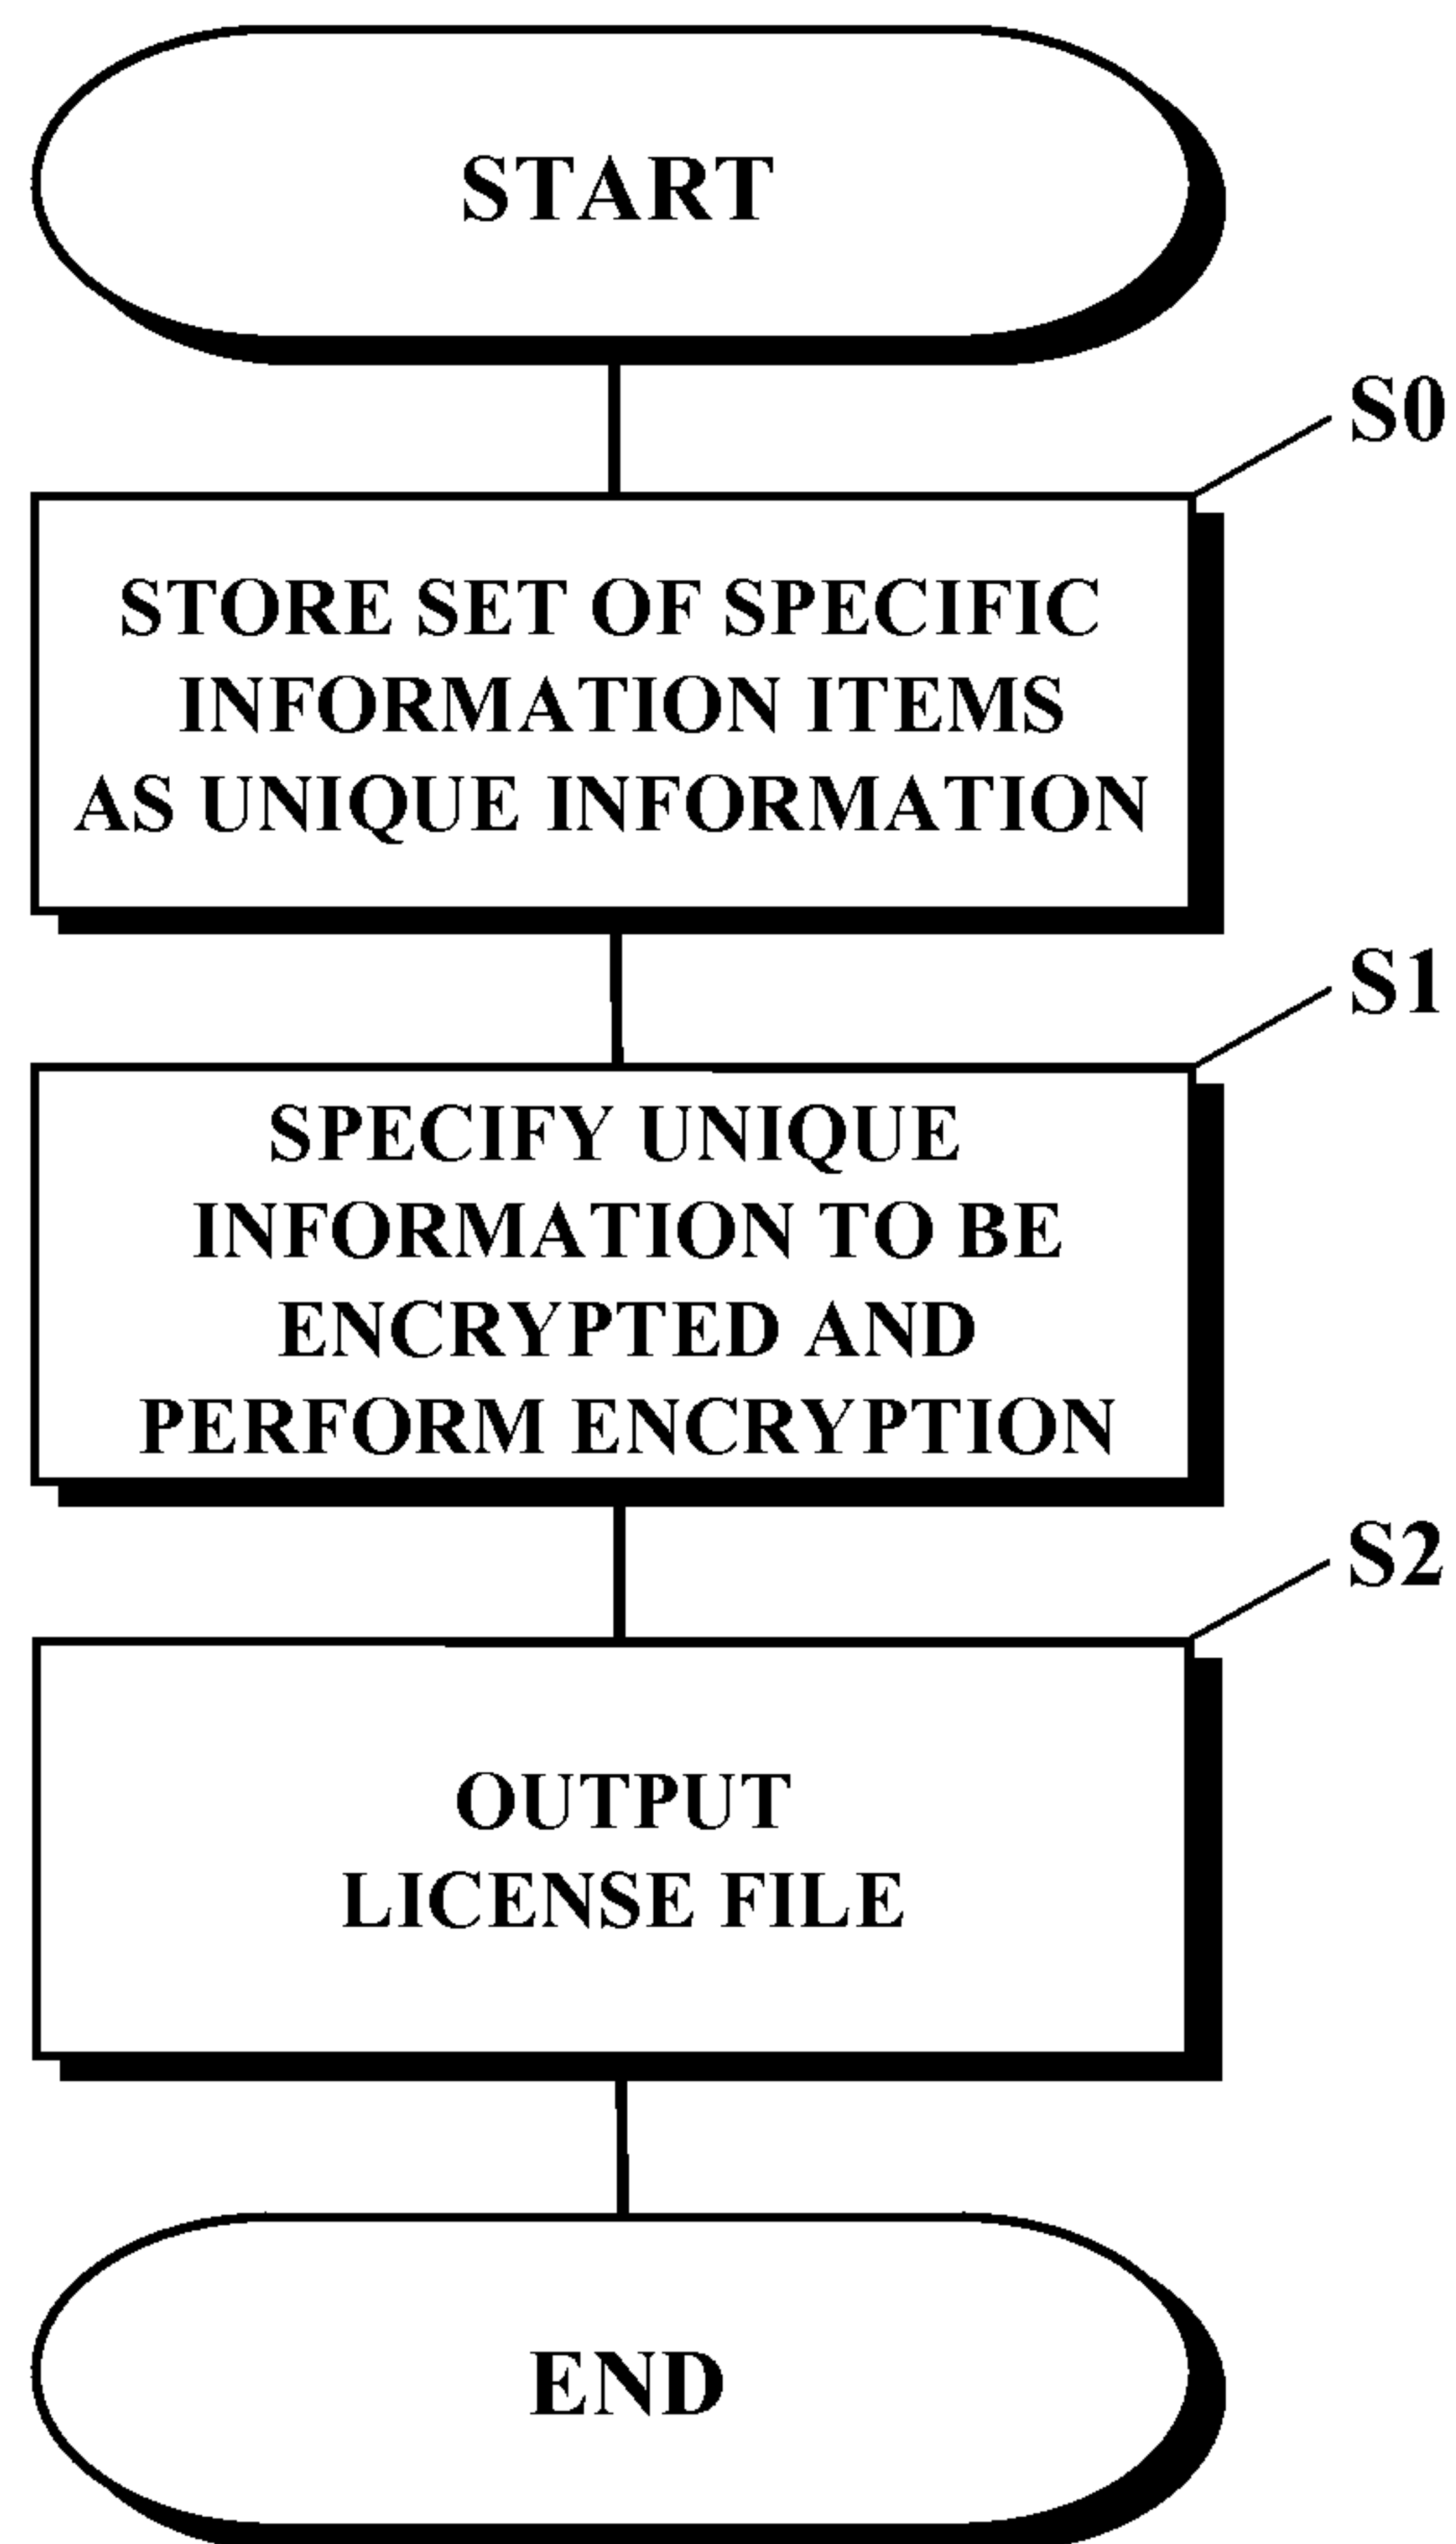 START
S0
STORE SET OF SPECIFIC
INFORMATION ITEMS
AS UNIQUE INFORMATION
S1
SPECIFY UNIQUE
INFORMATION TO BE
ENCRYPTED AND
PERFORM ENCRYPTION
S2
OUTPUT
LICENSE FILE
END